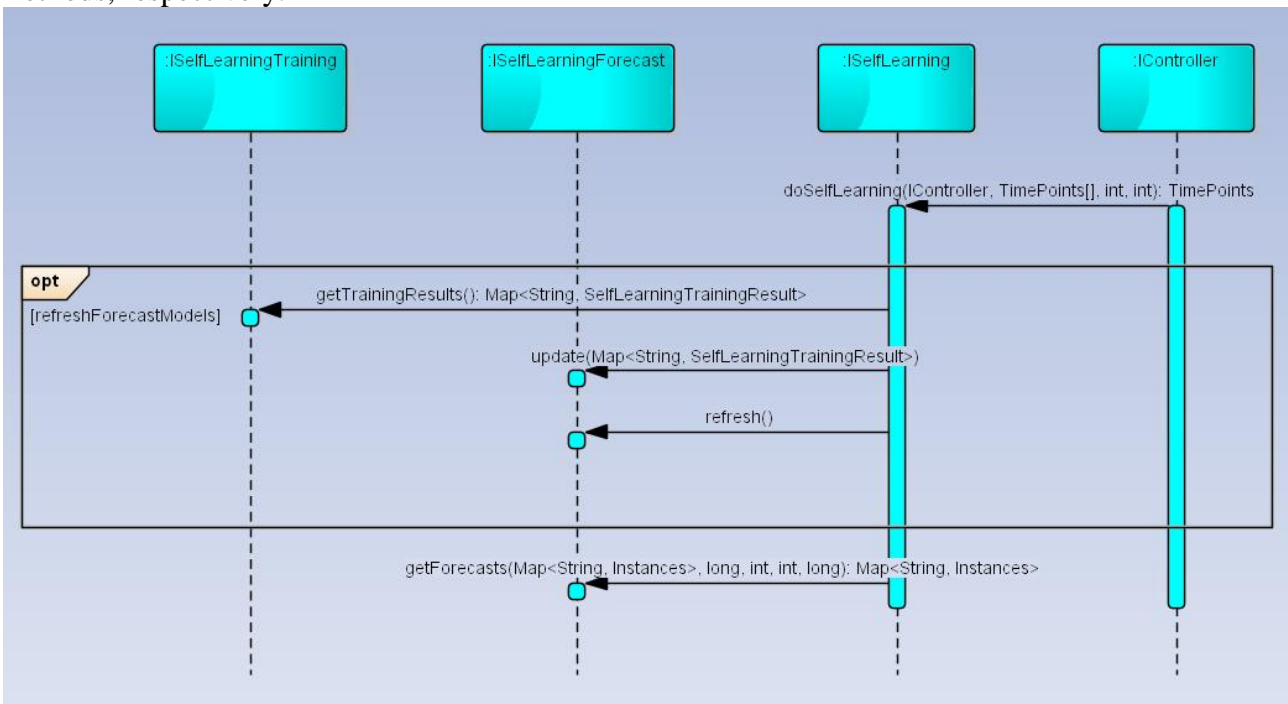 :ISelfLearningTraining
:ISelfLearningForecast
:ISelfLearning
:IController
doSelfLearning(IController, TimePoints[], int, int): TimePoints
opt
getTrainingResults(): Map<String, SelfLearningTrainingResult>
[refreshForecastModels]
update(Map<String, SelfLearningTrainingResult>)
refresh()
getForecasts(Map<String, Instances>, long, int, int, long): Map<String, Instances>